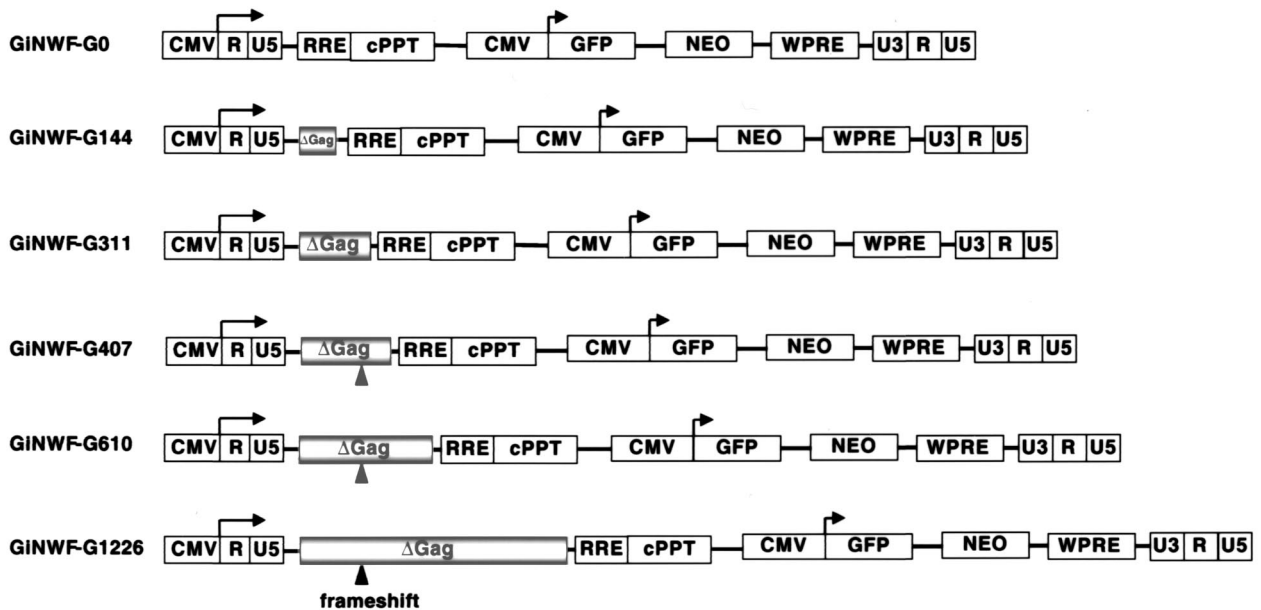 GiNWF-G0 CMV R U5 RRE cPPT CMV GFP NEO WPRE U3 R U5
GiNWF-G144 CMV R U5 ΔGag RRE cPPT CMV GFP NEO WPRE U3 R U5
GiNWF-G311 CMV R U5 ΔGag RRE cPPT CMV GFP NEO WPRE U3 R U5
GiNWF-G407 CMV R U5 ΔGag RRE cPPT CMV GFP NEO WPRE U3 R U5
GiNWF-G610 CMV R U5 ΔGag RRE cPPT CMV GFP NEO WPRE U3 R U5
GiNWF-G1226 CMV R U5 ΔGag RRE cPPT CMV GFP NEO WPRE U3 R U5
frameshift